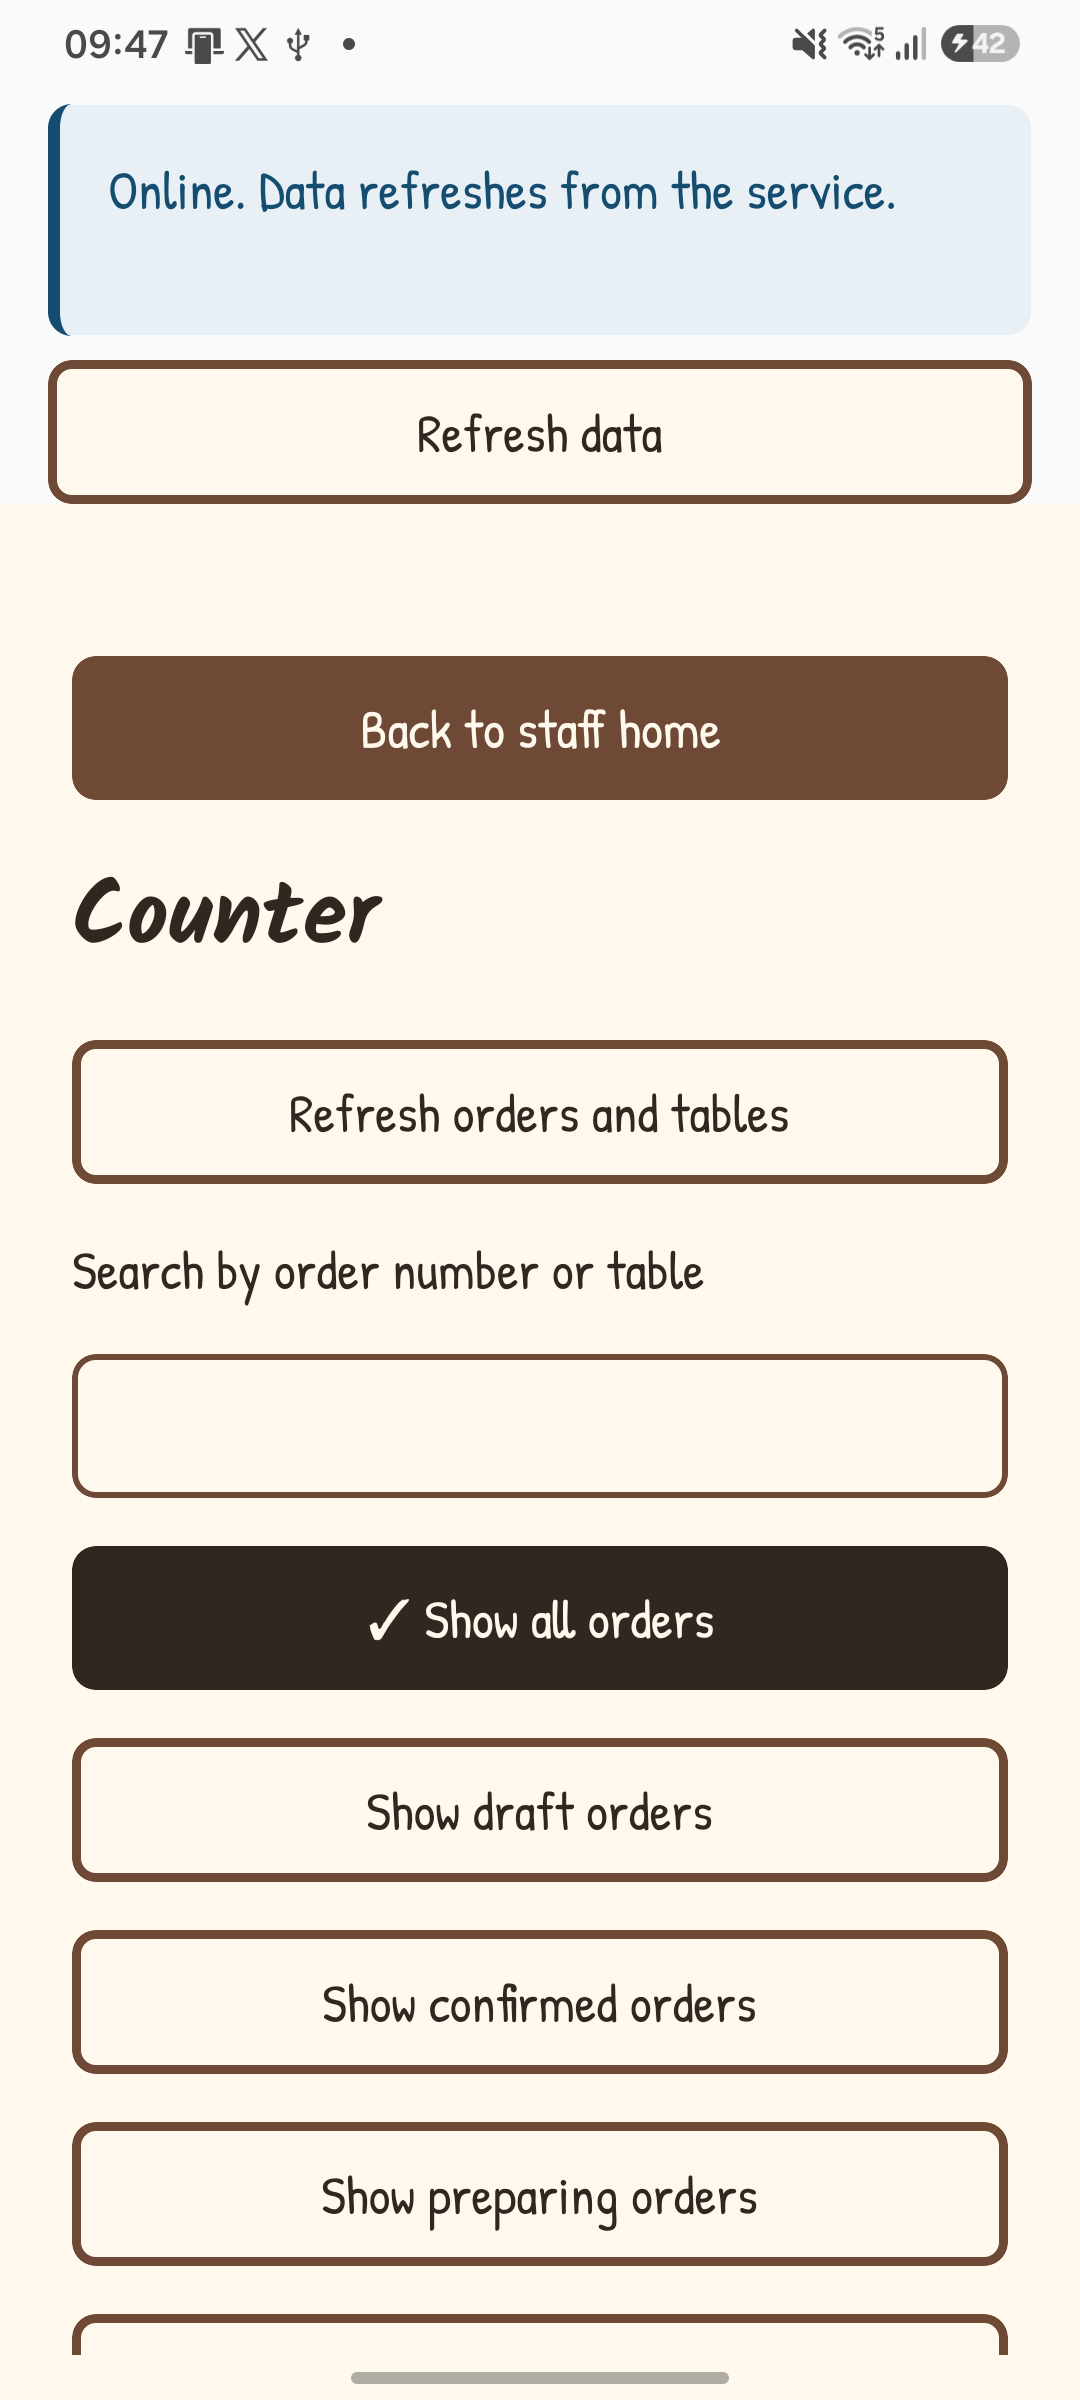 09:47
5
42
Online. Data refreshes from the service.
Refresh data
Back to staff home
Counter
Refresh orders and tables
Search by order number or table
✓ Show all orders
Show draft orders
Show confirmed orders
Show preparing orders